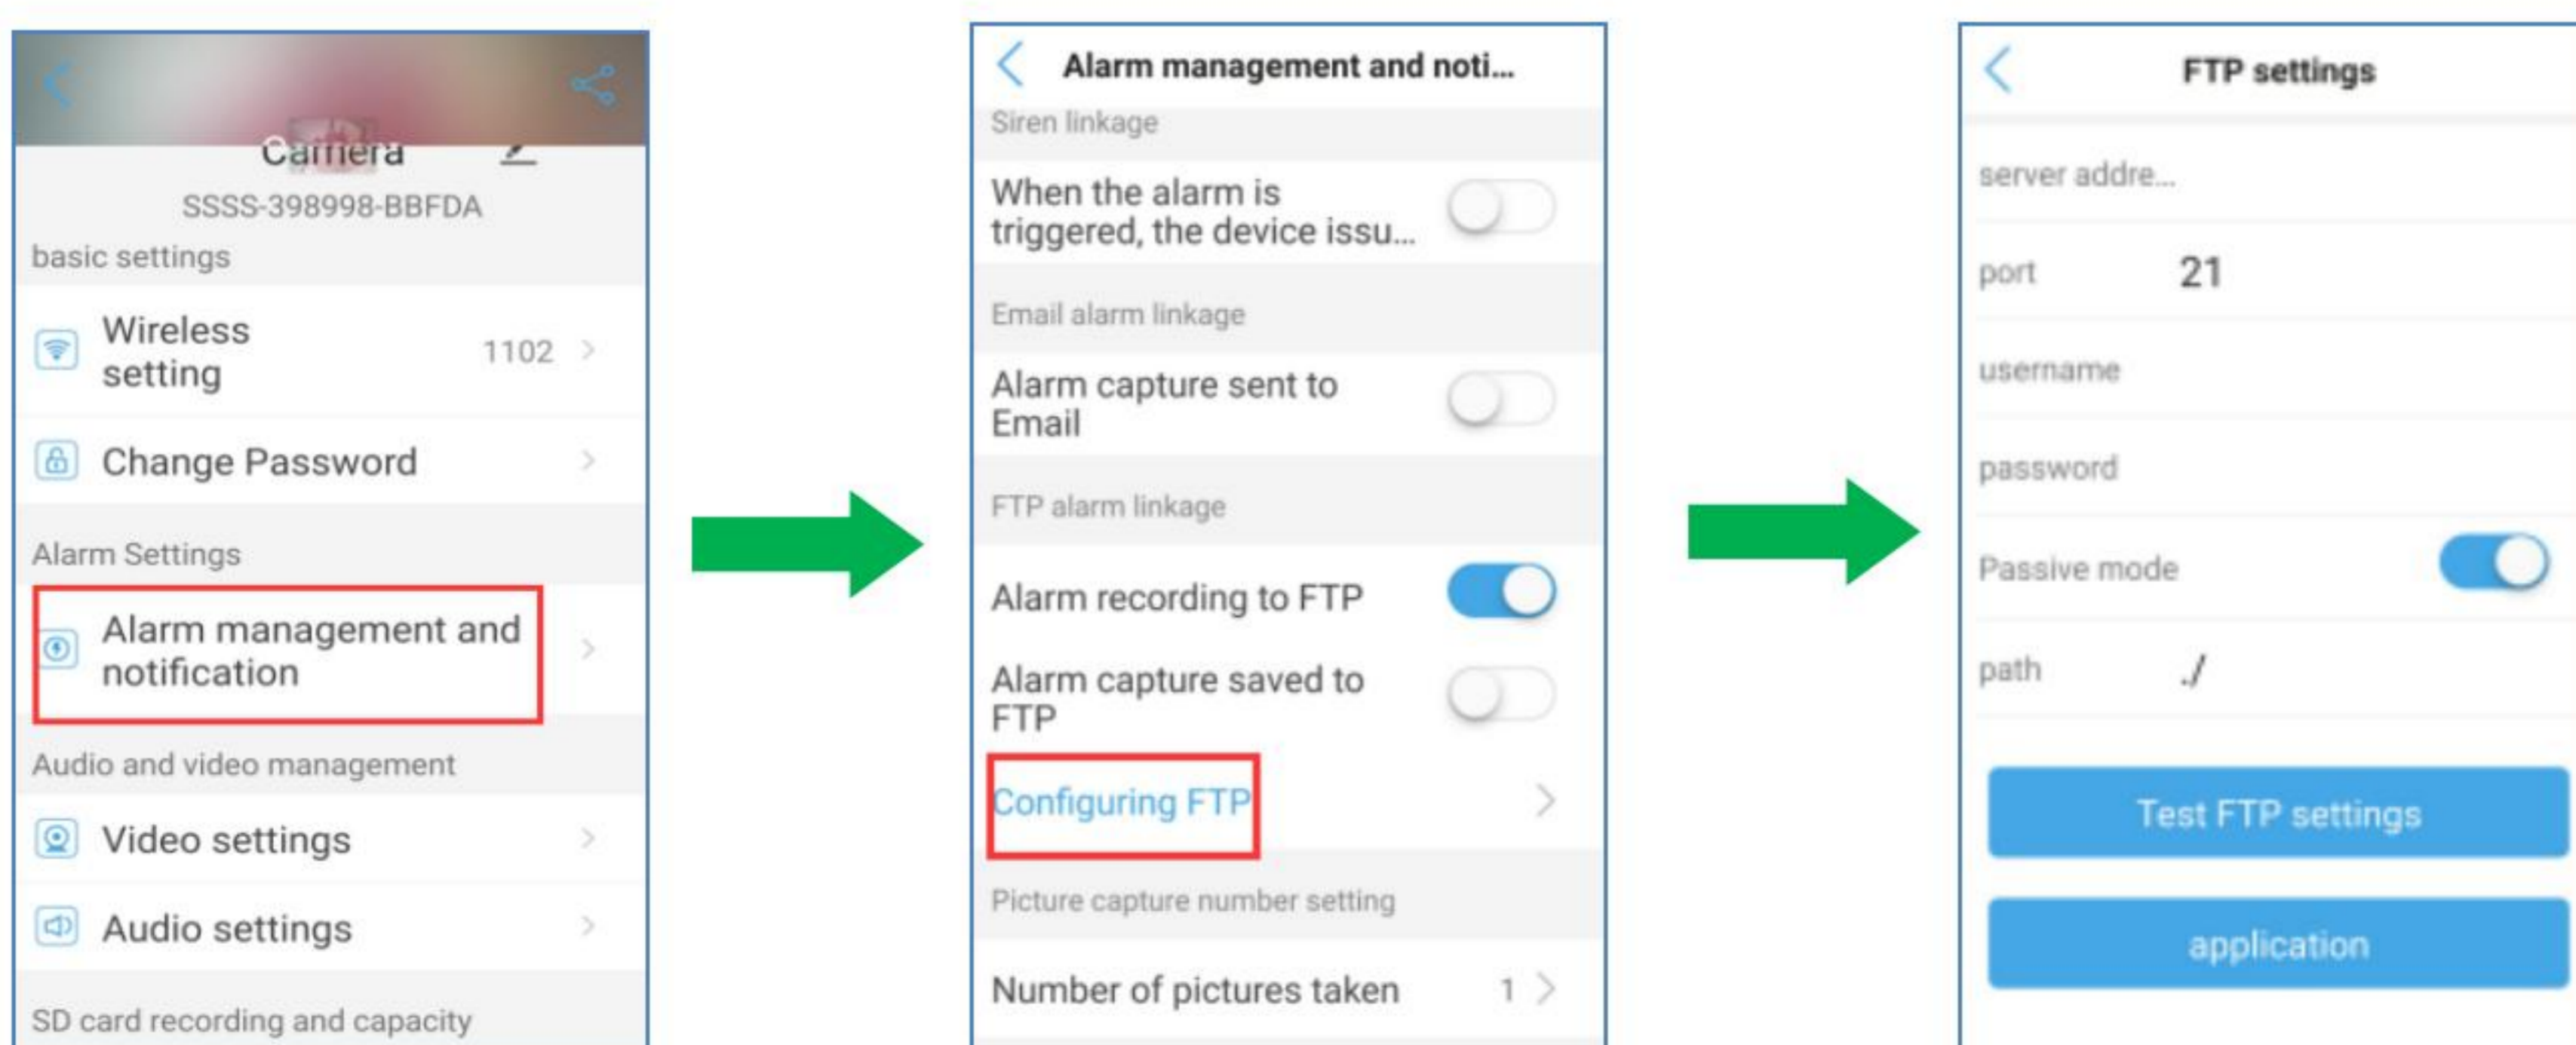 Camera
SSSS-398998-BBFDA
basic settings
Wireless
setting
1102
Change Password
Alarm Settings
Alarm management and
notification
Audio and video management
Video settings
Audio settings
SD card recording and capacity
Alarm management and noti...
Siren linkage
When the alarm is
triggered, the device issu...
Email alarm linkage
Alarm capture sent to
Email
FTP alarm linkage
Alarm recording to FTP
Alarm capture saved to
FTP
Configuring FTP
Picture capture number setting
Number of pictures taken 1
FTP settings
server addre...
port 21
username
password
Passive mode
path ./
Test FTP settings
application